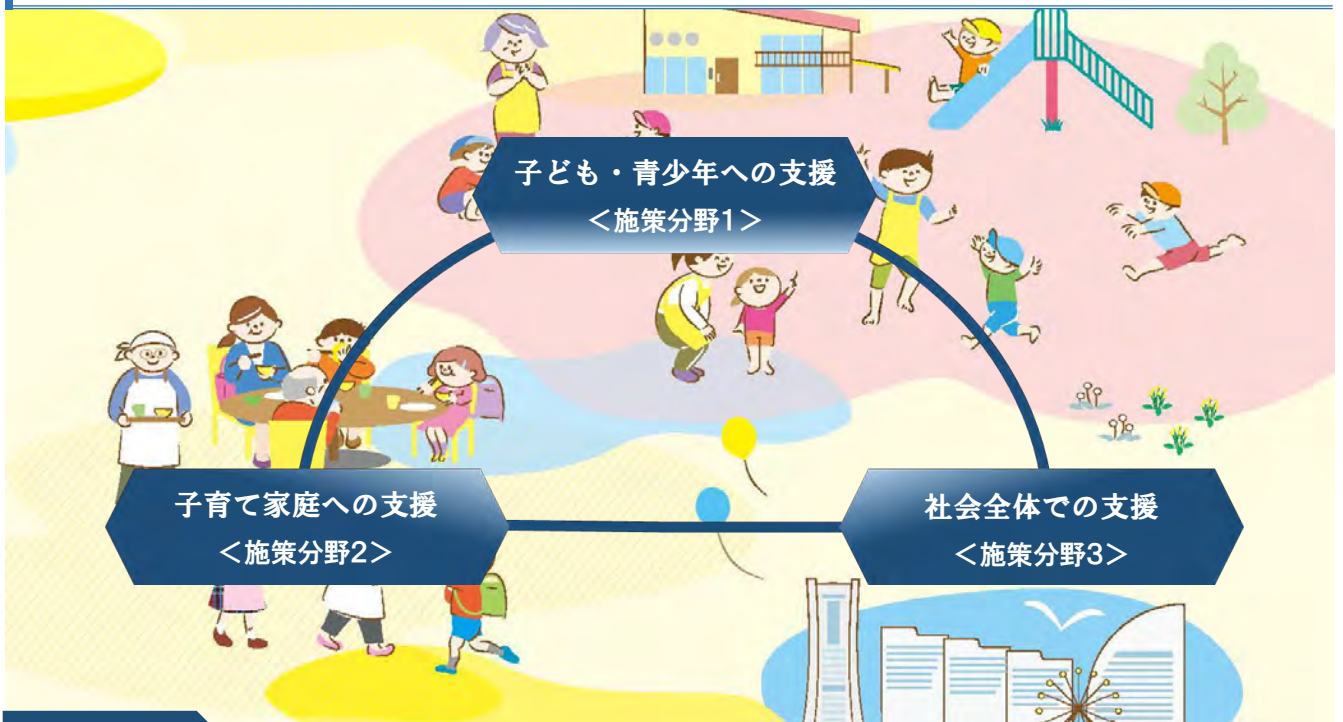 子ども・青少年への支援
＜施策分野1＞
子育て家庭への支援
＜施策分野2＞
社会全体での支援
＜施策分野3＞